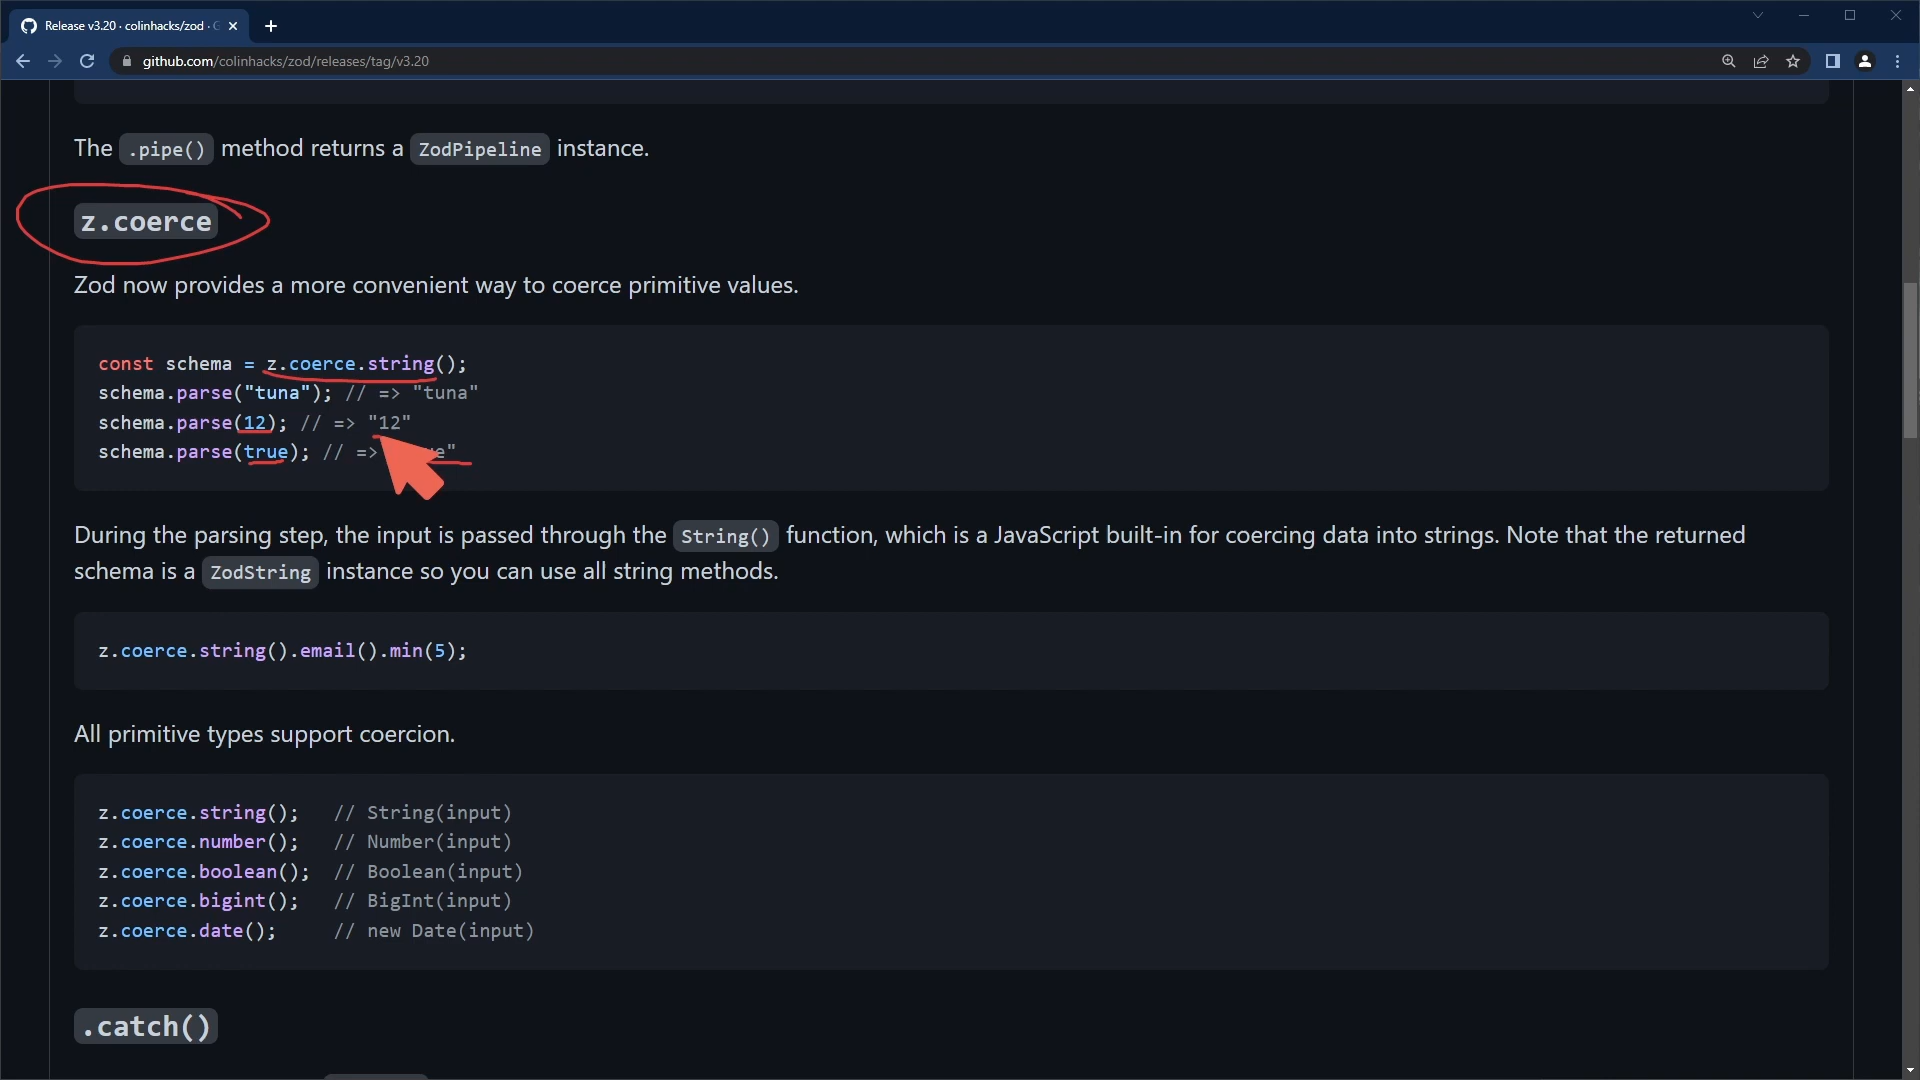 Release v3.20 · colinhacks/zod ·
github.com/colinhacks/zod/releases/tag/v3.20
The .pipe() method returns a ZodPipeline instance.
z.coerce
Zod now provides a more convenient way to coerce primitive values.
const schema = z.coerce.string();
schema.parse("tuna"); // => "tuna"
schema.parse(12); // => "12"
schema.parse(true); // =>
During the parsing step, the input is passed through the String() function, which is a JavaScript built-in for coercing data into strings. Note that the returned
schema is a ZodString instance so you can use all string methods.
z.coerce.string().email().min(5);
All primitive types support coercion.
z.coerce.string();   // String(input)
z.coerce.number();   // Number(input)
z.coerce.boolean();  // Boolean(input)
z.coerce.bigint();   // BigInt(input)
z.coerce.date();     // new Date(input)
.catch()